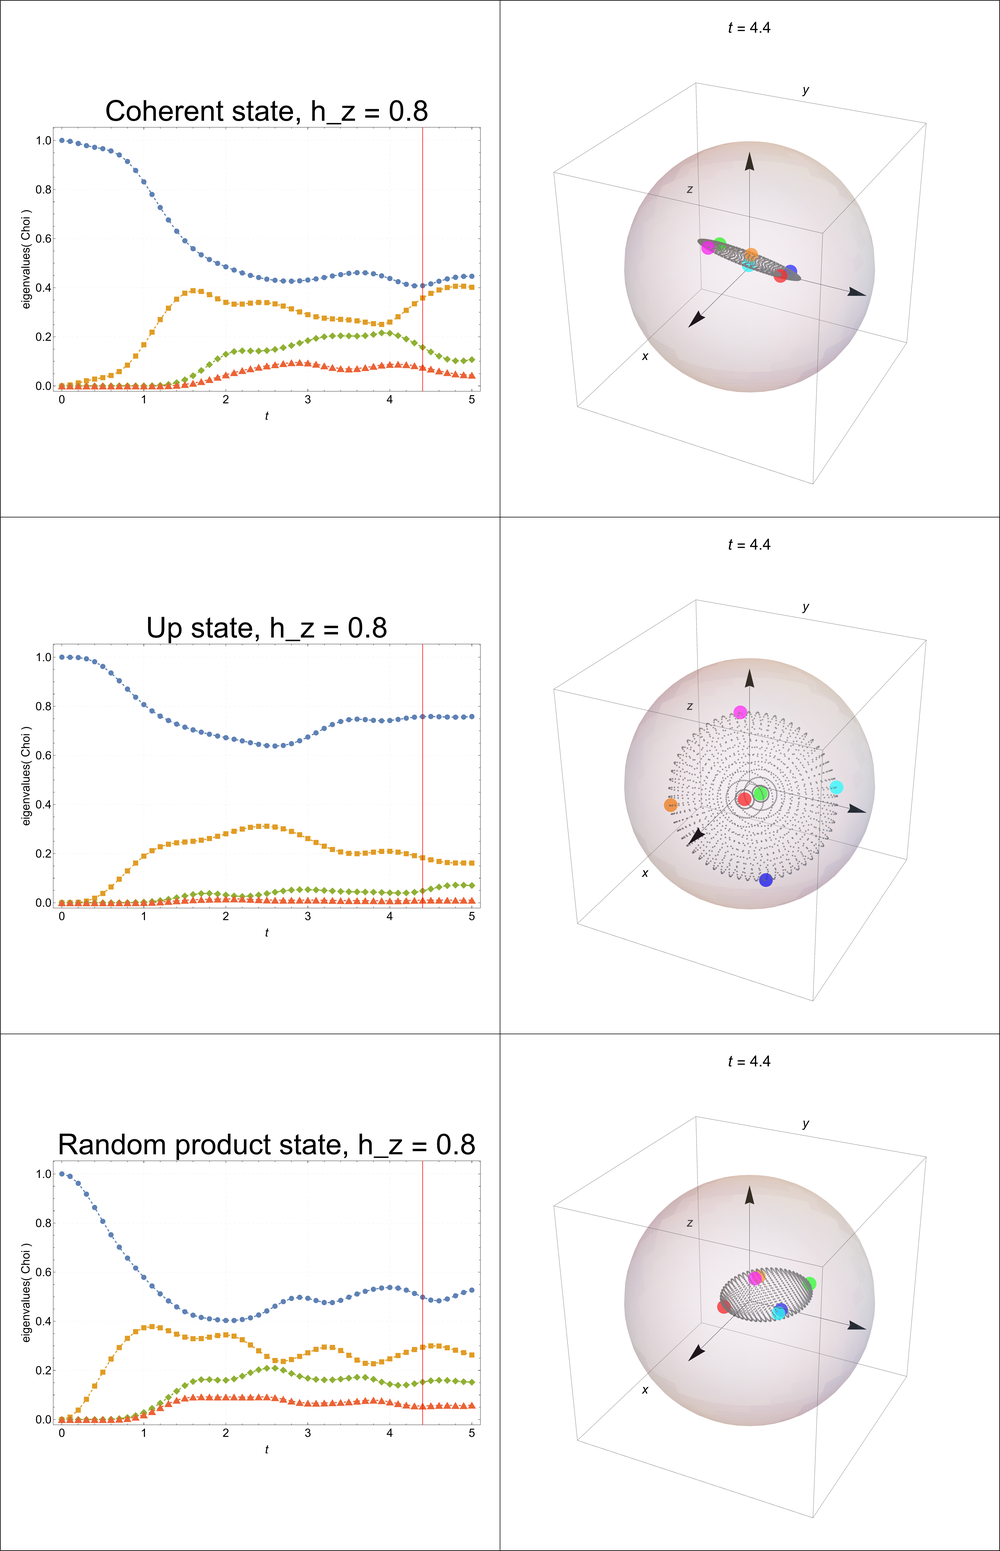 Coherent state, h_z = 0.8
eigenvalues( Choi )
1.0
0.8
0.6
0.4
0.2
0.0
0 1 2 3 4 5
t
t = 4.4
y
z
x
Up state, h_z = 0.8
eigenvalues( Choi )
1.0
0.8
0.6
0.4
0.2
0.0
0 1 2 3 4 5
t
t = 4.4
y
z
x
Random product state, h_z = 0.8
eigenvalues( Choi )
1.0
0.8
0.6
0.4
0.2
0.0
0 1 2 3 4 5
t
t = 4.4
y
z
x